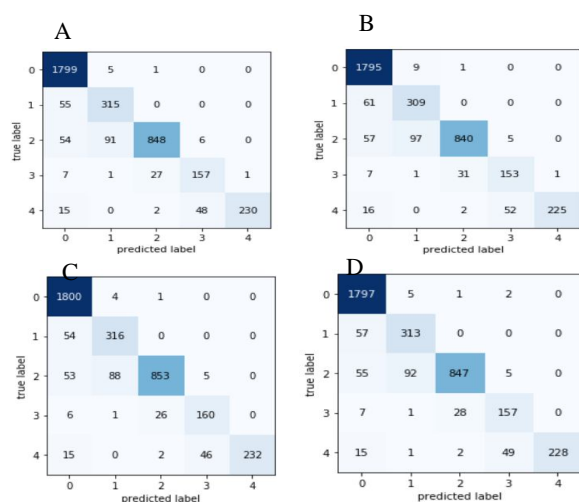 A
B
0 1799 5 1 0 0
1 55 315 0 0 0
2 54 91 848 6 0
3 7 1 27 157 1
4 15 0 2 48 230
0 1 2 3 4
predicted label
true label
0 1795 9 1 0 0
1 61 309 0 0 0
2 57 97 840 5 0
3 7 1 31 153 1
4 16 0 2 52 225
0 1 2 3 4
predicted label
true label
C
D
0 1800 4 1 0 0
1 54 316 0 0 0
2 53 88 853 5 0
3 6 1 26 160 0
4 15 0 2 46 232
0 1 2 3 4
predicted label
true label
0 1797 5 1 2 0
1 57 313 0 0 0
2 55 92 847 5 0
3 7 1 28 157 0
4 15 1 2 49 228
0 1 2 3 4
predicted label
true label